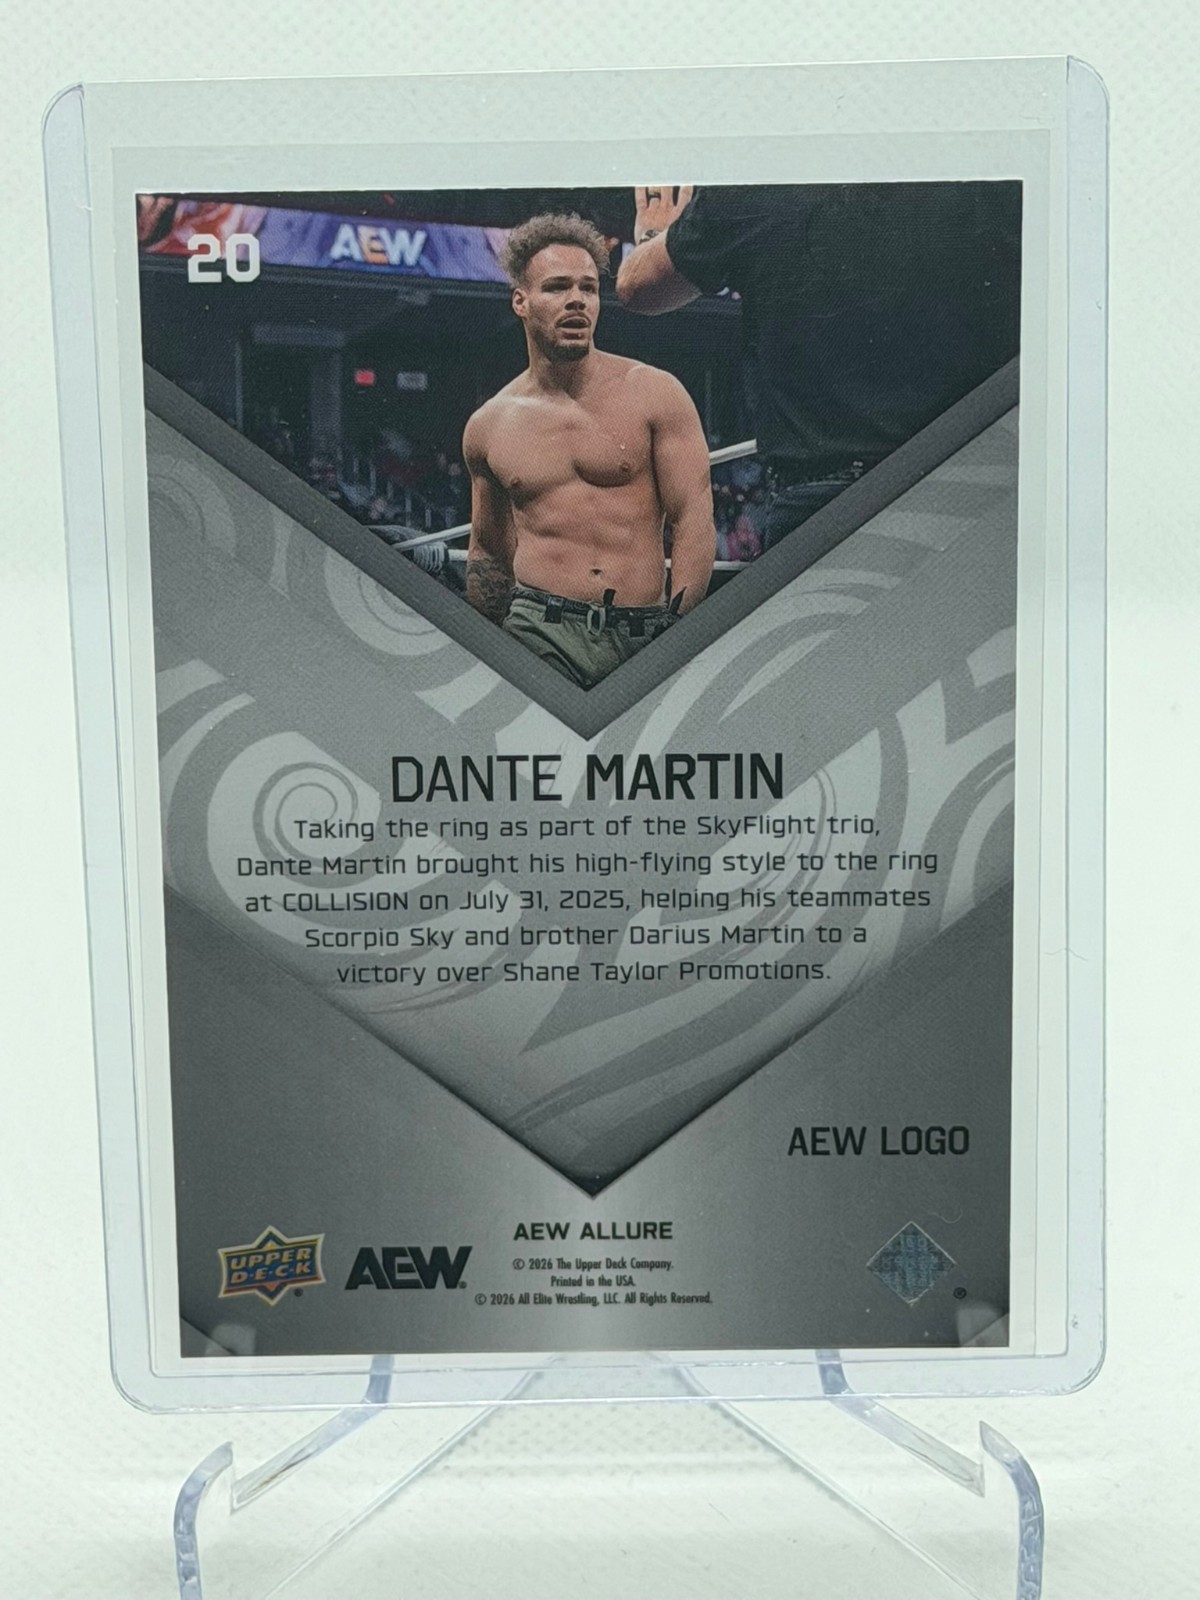 AEW
20
DANTE MARTIN
Taking the ring as part of the SkyFlight trio,
Dante Martin brought his high-flying style to the ring
at COLLISION on July 31, 2025, helping his teammates
Scorpio Sky and brother Darius Martin to a
victory over Shane Taylor Promotions.
AEW LOGO
AEW ALLURE
UPPER
D·E·C·K
®
AEW®
© 2026 The Upper Deck Company.
Printed in the USA.
© 2026 All Elite Wrestling, LLC. All Rights Reserved.
®